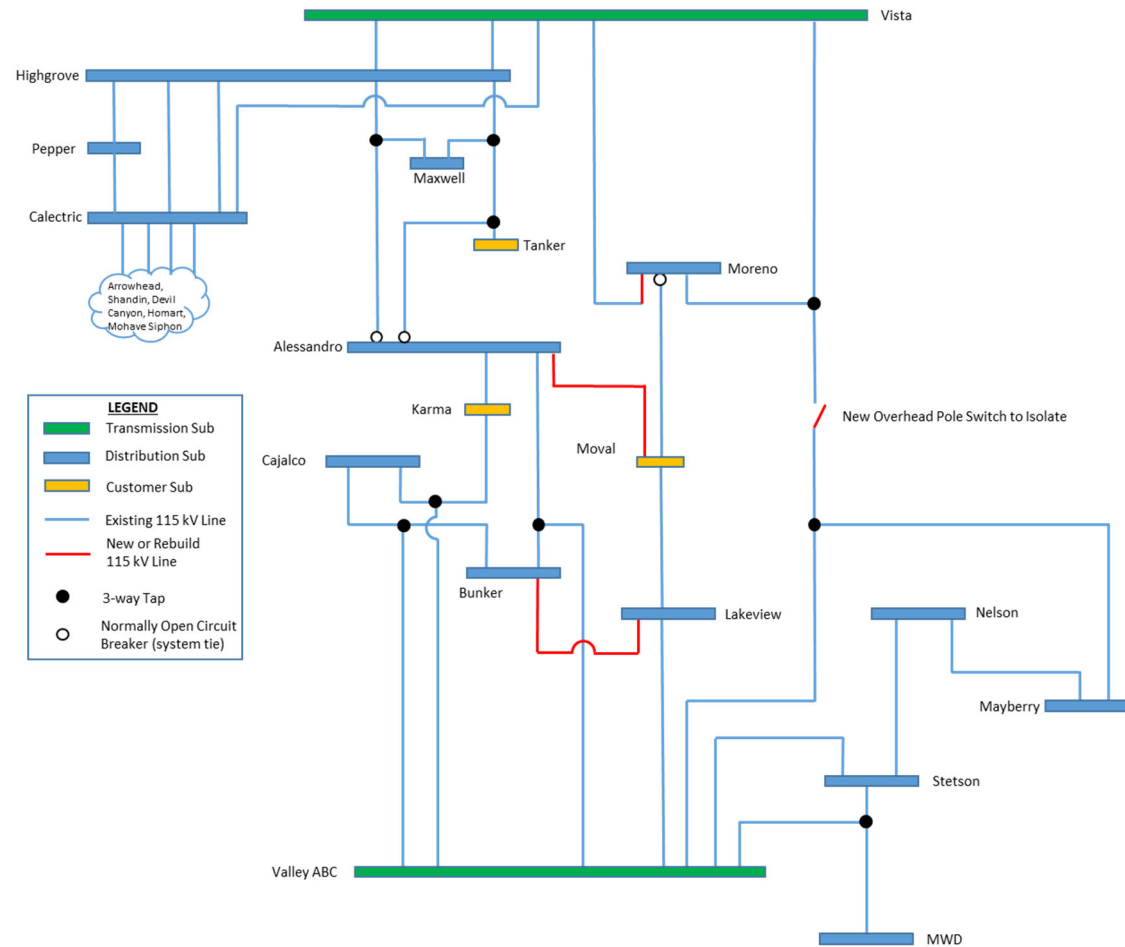 Vista
Highgrove
Pepper
Maxwell
Calectric
Tanker
Moreno
Arrowhead,
Shandin, Devil
Canyon, Homart,
Mohave Siphon
Alessandro
LEGEND
Transmission Sub
Distribution Sub
Customer Sub
Existing 115 kV Line
New or Rebuild
115 kV Line
3-way Tap
Normally Open Circuit
Breaker (system tie)
Karma
New Overhead Pole Switch to Isolate
Moval
Cajalco
Bunker
Lakeview
Nelson
Mayberry
Stetson
Valley ABC
MWD